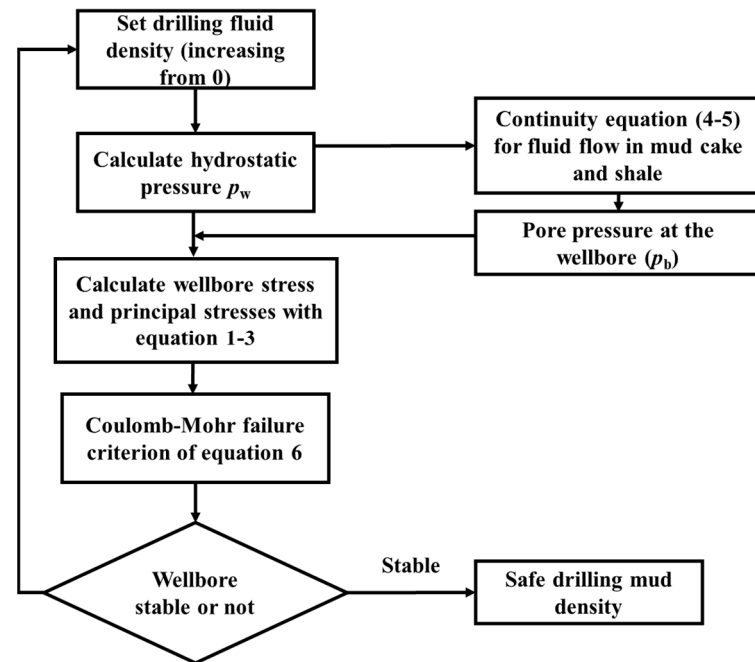 Set drilling fluid
density (increasing
from 0)
Calculate hydrostatic
pressure pw
Continuity equation (4-5)
for fluid flow in mud cake
and shale
Pore pressure at the
wellbore (pb)
Calculate wellbore stress
and principal stresses with
equation 1-3
Coulomb-Mohr failure
criterion of equation 6
Wellbore
stable or not
Stable
Safe drilling mud
density